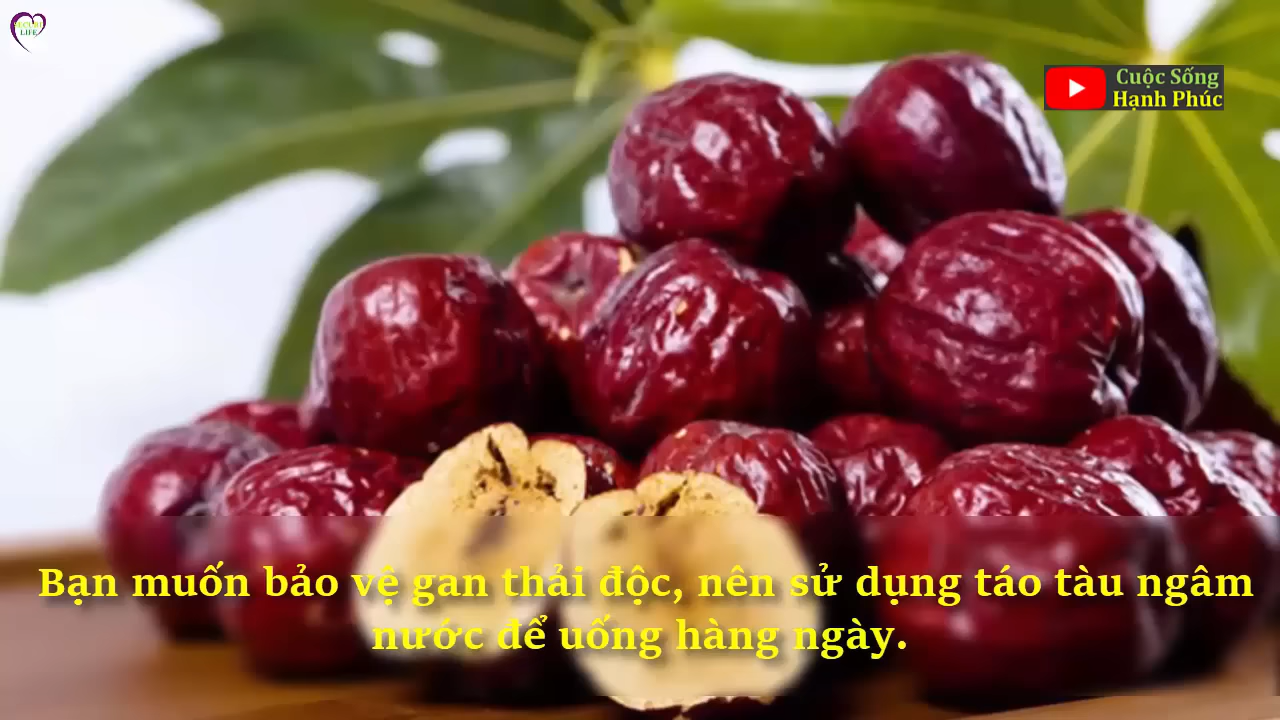 LIFE
Cuộc Sống
Hạnh Phúc
Bạn muốn bảo vệ gan thải độc, nên sử dụng táo tàu ngâm
nước để uống hàng ngày.